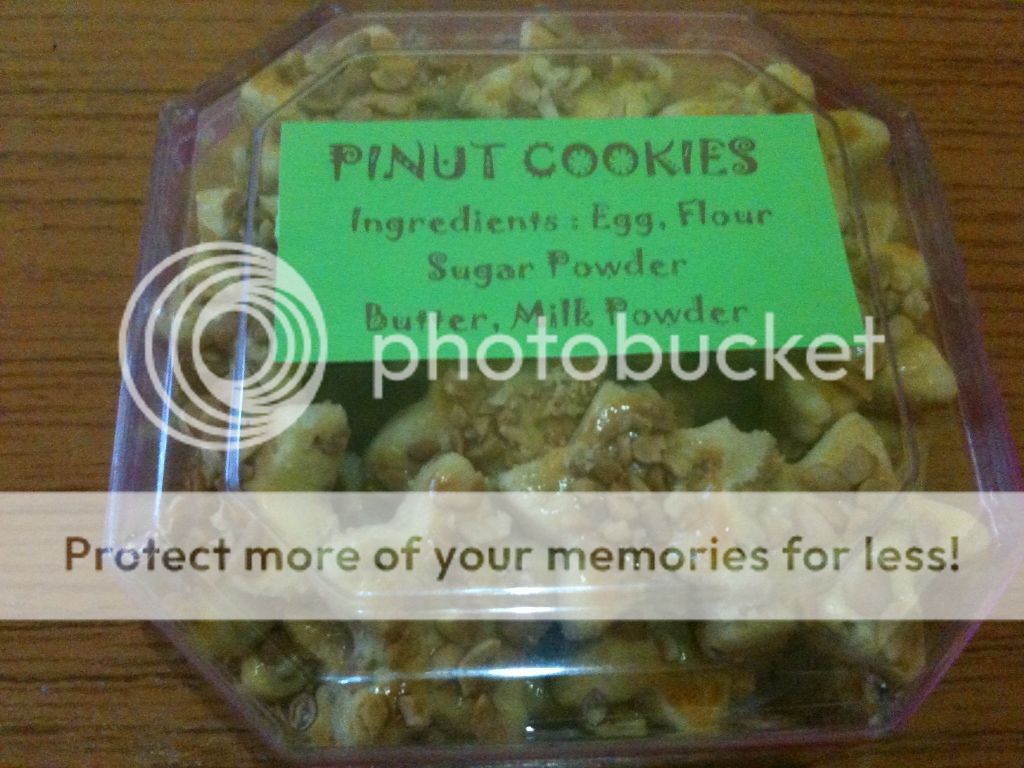 PINUT COOKIES
Ingredients : Egg, Flour
Sugar Powder
Butter, Milk Powder
photobucket
Protect more of your memories for less!